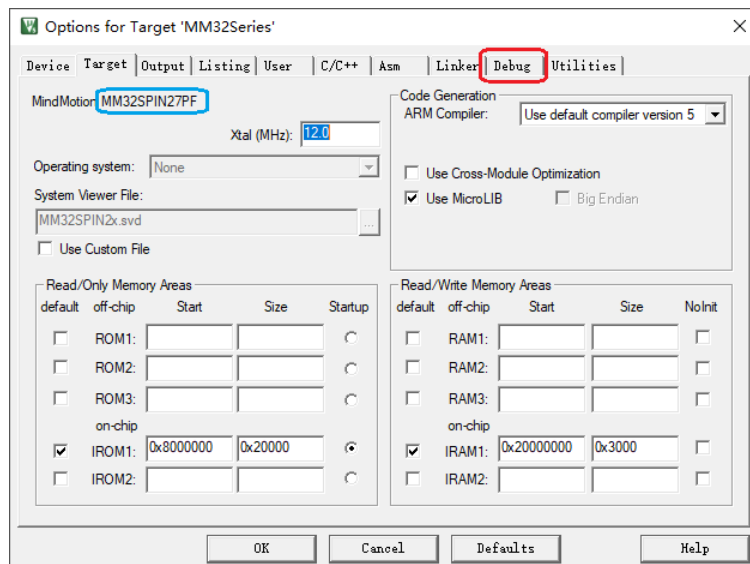 Options for Target 'MM32Series'
Device Target Output Listing User C/C++ Asm Linker Debug Utilities
MindMotion MM32SPIN27PF
Xtal (MHz): 12.0
Operating system: None
System Viewer File:
MM32SPIN2x.svd
...
Use Custom File
Code Generation
ARM Compiler: Use default compiler version 5
Use Cross-Module Optimization
Use MicroLIB Big Endian
Read/Only Memory Areas
default off-chip Start Size Startup
ROM1:
ROM2:
ROM3:
on-chip
IROM1: 0x8000000 0x20000
IROM2:
Read/Write Memory Areas
default off-chip Start Size NoInit
RAM1:
RAM2:
RAM3:
on-chip
IRAM1: 0x20000000 0x3000
IRAM2:
OK Cancel Defaults Help